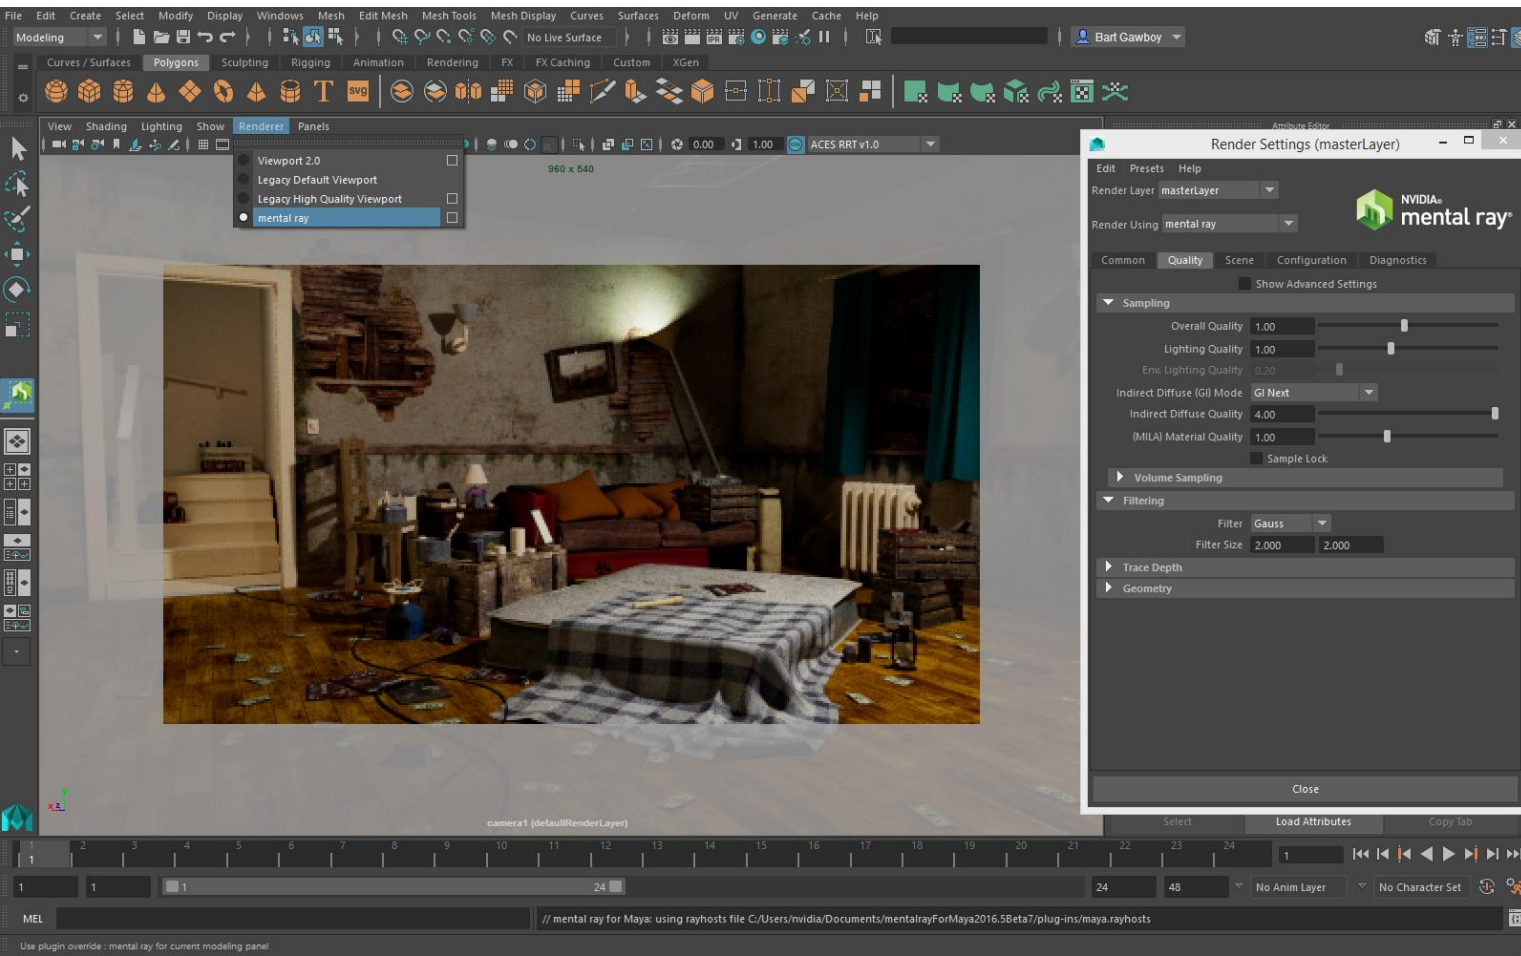 File Edit Create Select Modify Display Windows Mesh Edit Mesh Mesh Tools Mesh Display Curves Surfaces Deform UV Generate Cache Help
Modeling No Live Surface IPR Bart Gawboy
Curves / Surfaces Polygons Sculpting Rigging Animation Rendering FX FX Caching Custom XGen
T svg
View Shading Lighting Show Renderer Panels
0.00 1.00 ACES RRT v1.0
Viewport 2.0
Legacy Default Viewport
Legacy High Quality Viewport
mental ray
960 x 540
camera1 (defaultRenderLayer)
y
x z
Attribute Editor
Render Settings (masterLayer)
Edit Presets Help
Render Layer masterLayer
NVIDIA®
mental ray®
Render Using mental ray
Common Quality Scene Configuration Diagnostics
Show Advanced Settings
Sampling
Overall Quality 1.00
Lighting Quality 1.00
Env. Lighting Quality 0.20
Indirect Diffuse (GI) Mode GI Next
Indirect Diffuse Quality 4.00
(MILA) Material Quality 1.00
Sample Lock
Volume Sampling
Filtering
Filter Gauss
Filter Size 2.000 2.000
Trace Depth
Geometry
Close
Select Load Attributes Copy Tab
1 2 3 4 5 6 7 8 9 10 11 12 13 14 15 16 17 18 19 20 21 22 23 24
1 1
1 1 1 24 24 48 No Anim Layer No Character Set
MEL // mental ray for Maya: using rayhosts file C:/Users/nvidia/Documents/mentalrayForMaya2016.5Beta7/plug-ins/maya.rayhosts
Use plugin override : mental ray for current modeling panel